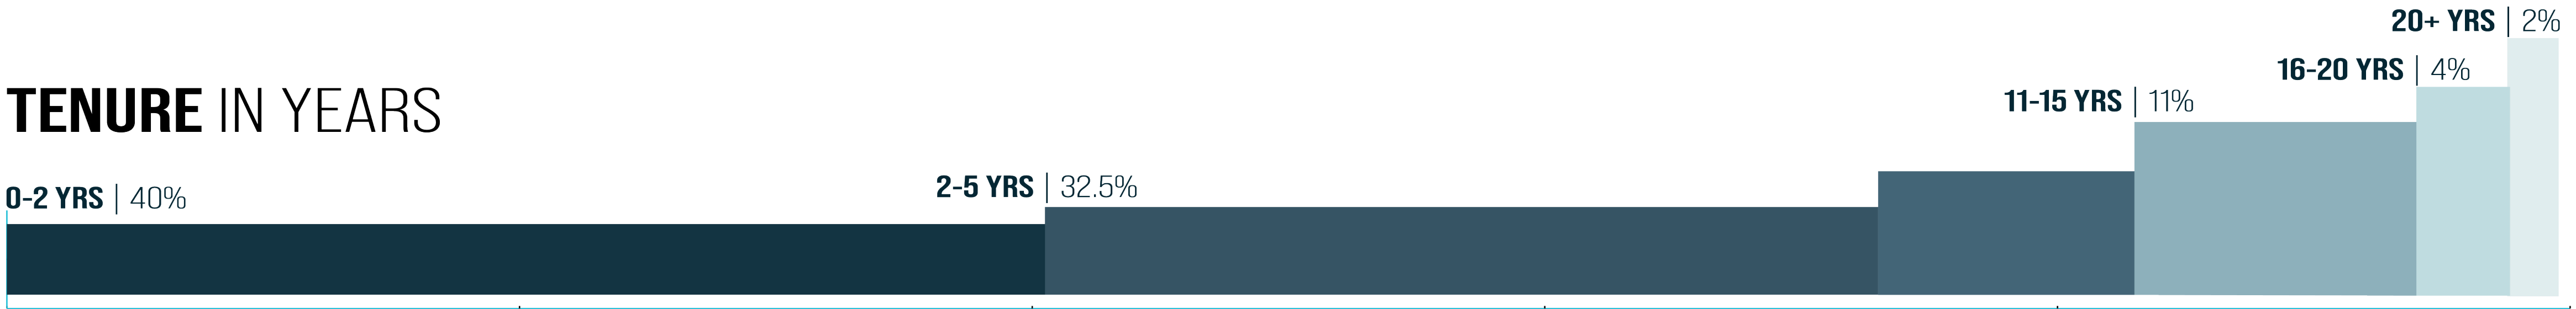 20+ YRS | 2%
16-20 YRS | 4%
TENURE IN YEARS
11-15 YRS | 11%
2-5 YRS | 32.5%
0-2 YRS | 40%